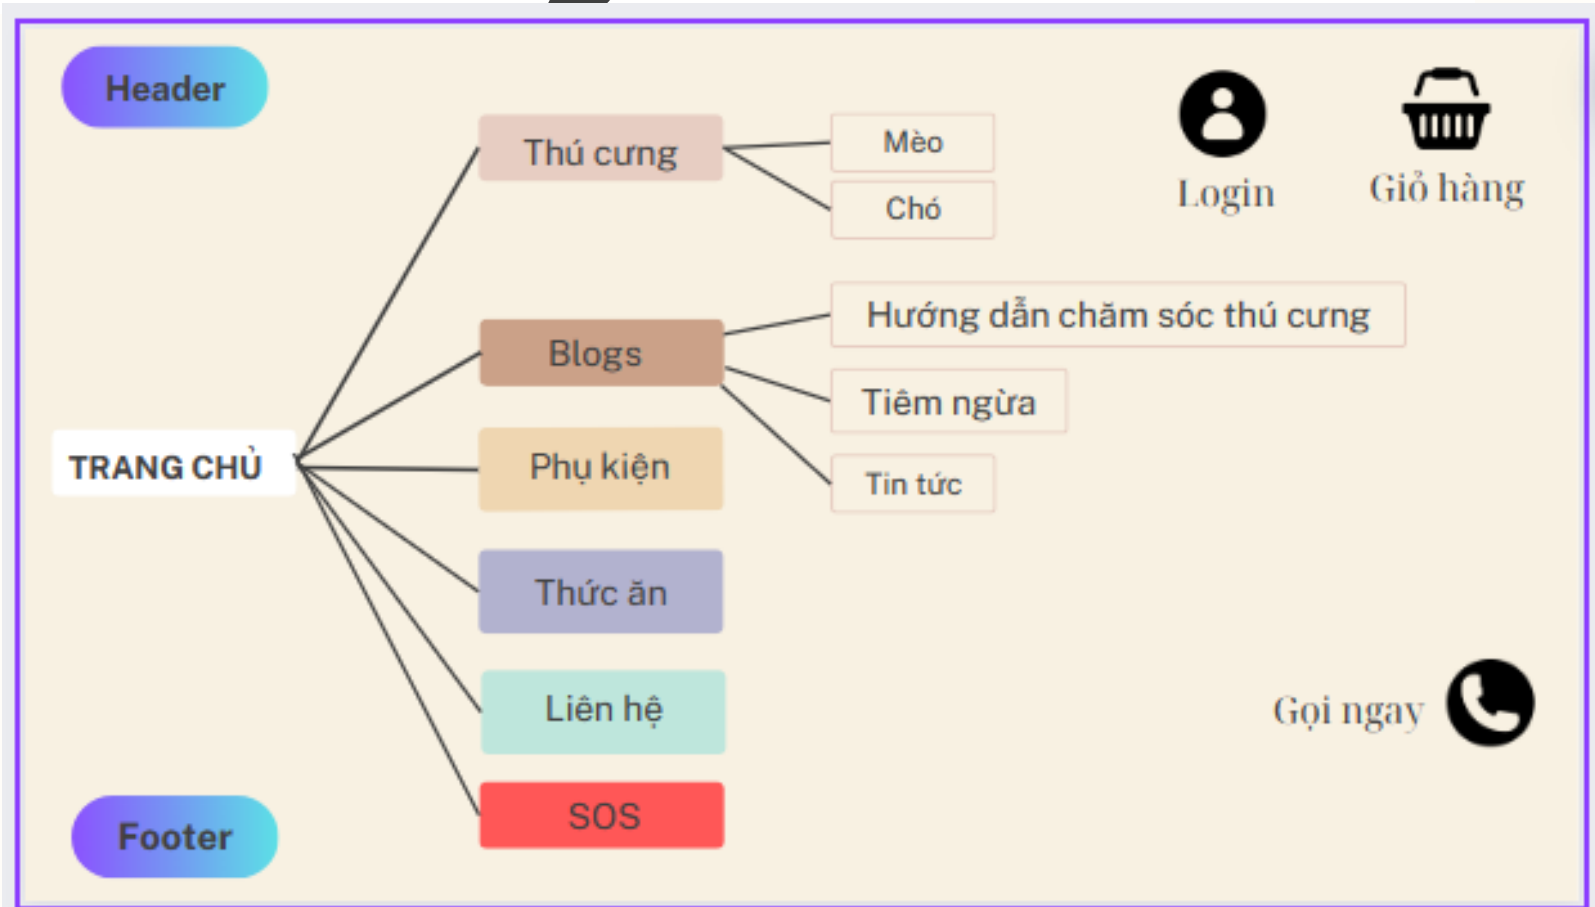 Header
Login
Giỏ hàng
Thú cưng
Mèo
Chó
Blogs
Hướng dẫn chăm sóc thú cưng
Tiêm ngừa
Tin tức
TRANG CHỦ
Phụ kiện
Thức ăn
Liên hệ
Gọi ngay
SOS
Footer